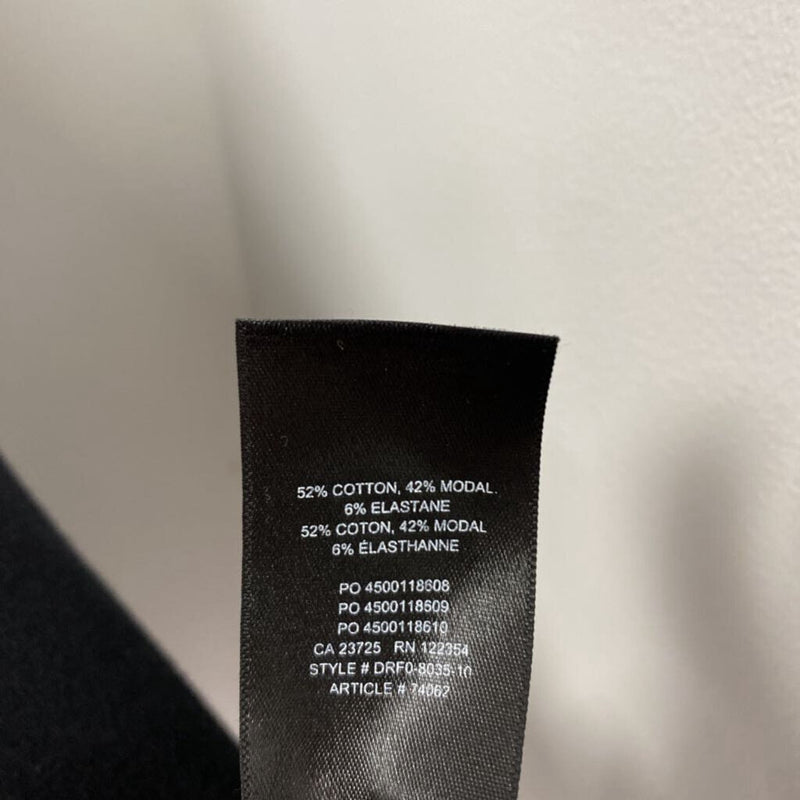 52% COTTON, 42% MODAL.
6% ELASTANE
52% COTON, 42% MODAL
6% ÉLASTHANNE
PO 4500118608
PO 4500118609
PO 4500118610
CA 23725 RN 122354
STYLE # DRF0-8035-10
ARTICLE # 74062